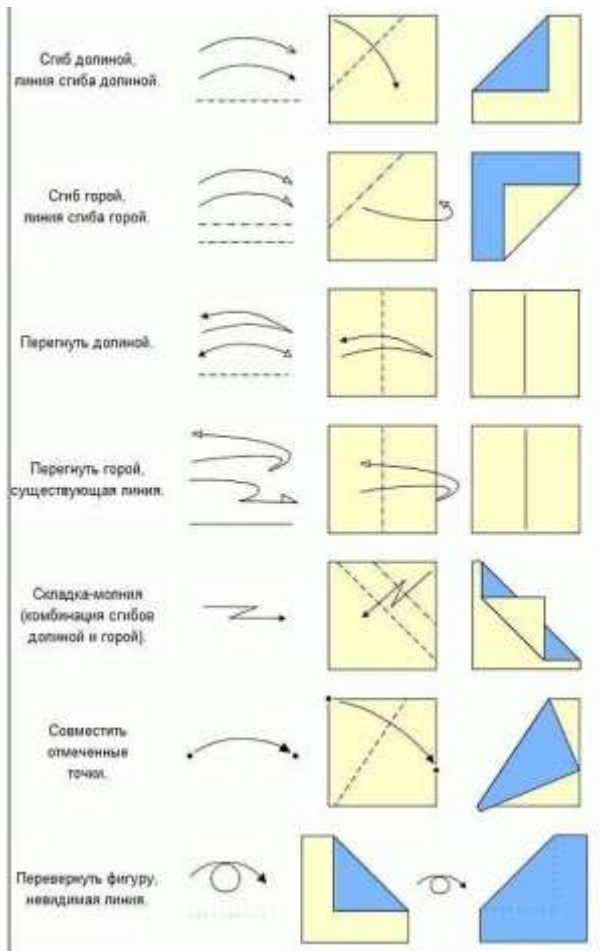 Сгиб долиной,
линия сгиба долиной.
Сгиб горой,
линия сгиба горой.
Перегнуть долиной.
Перегнуть горой,
существующая линия.
Складка-молния
(комбинация сгибов
долиной и горой).
Совместить
отмеченные
точки.
Перевернуть фигуру,
невидимая линия.